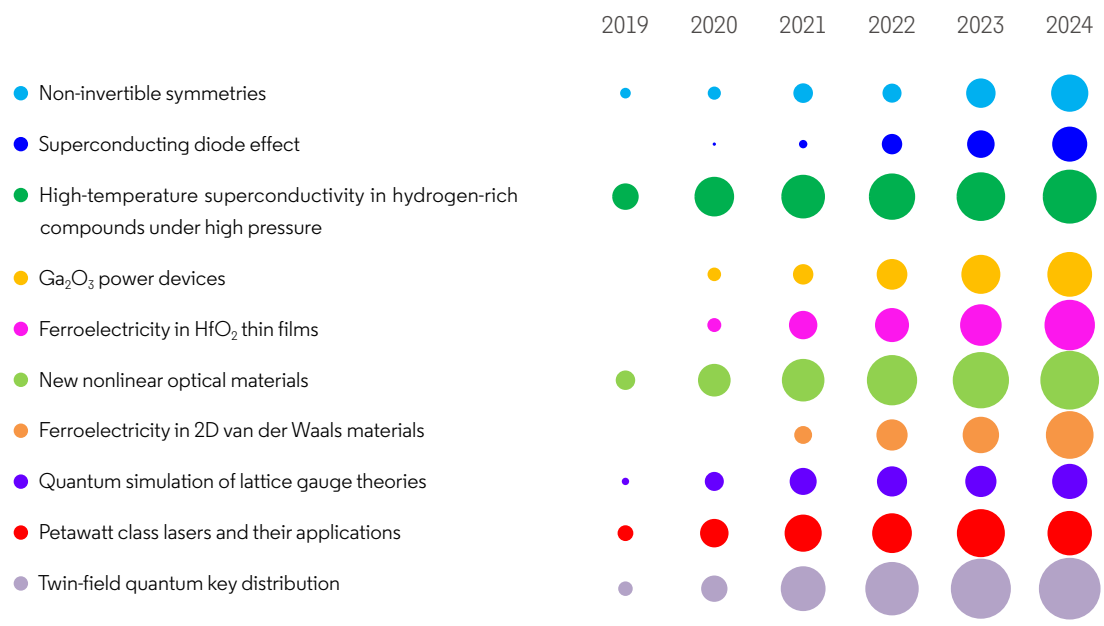 2019 2020 2021 2022 2023 2024
Non-invertible symmetries
Superconducting diode effect
High-temperature superconductivity in hydrogen-rich
compounds under high pressure
Ga₂O₃ power devices
Ferroelectricity in HfO₂ thin films
New nonlinear optical materials
Ferroelectricity in 2D van der Waals materials
Quantum simulation of lattice gauge theories
Petawatt class lasers and their applications
Twin-field quantum key distribution